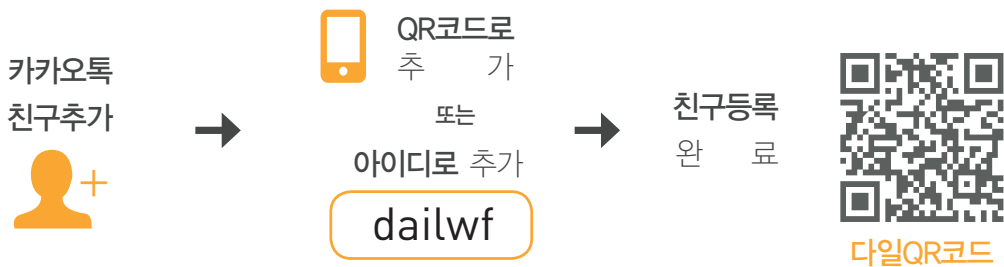 카카오톡
친구추가
QR코드로
추 가
또는
아이디로 추가
dailwf
친구등록
완 료
다일QR코드